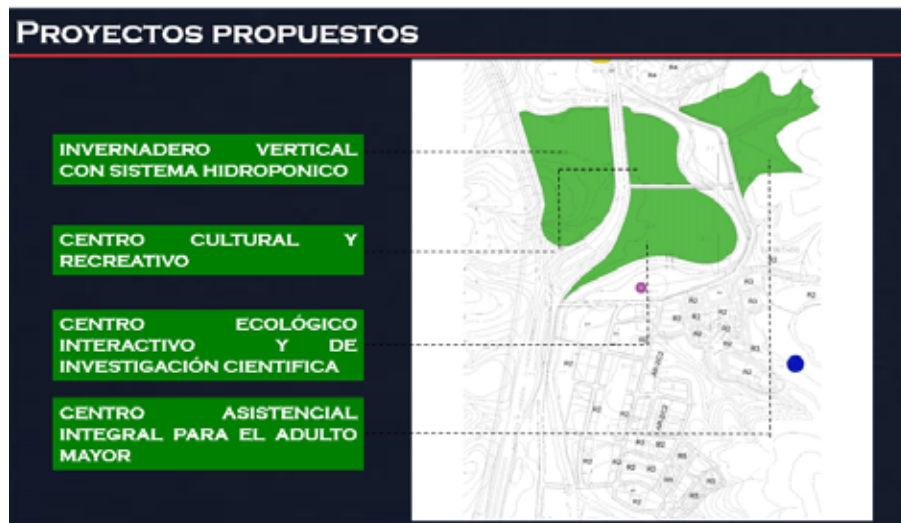 PROYECTOS PROPUESTOS
INVERNADERO VERTICAL
CON SISTEMA HIDROPONICO
CENTRO CULTURAL Y
RECREATIVO
CENTRO ECOLÓGICO
INTERACTIVO Y DE
INVESTIGACIÓN CIENTIFICA
CENTRO ASISTENCIAL
INTEGRAL PARA EL ADULTO
MAYOR